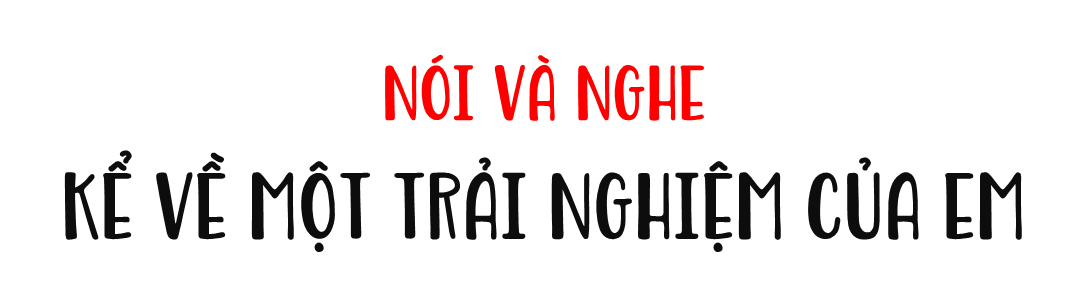 NÓI VÀ NGHE
KỂ VỀ MỘT TRẢI NGHIỆM CỦA EM